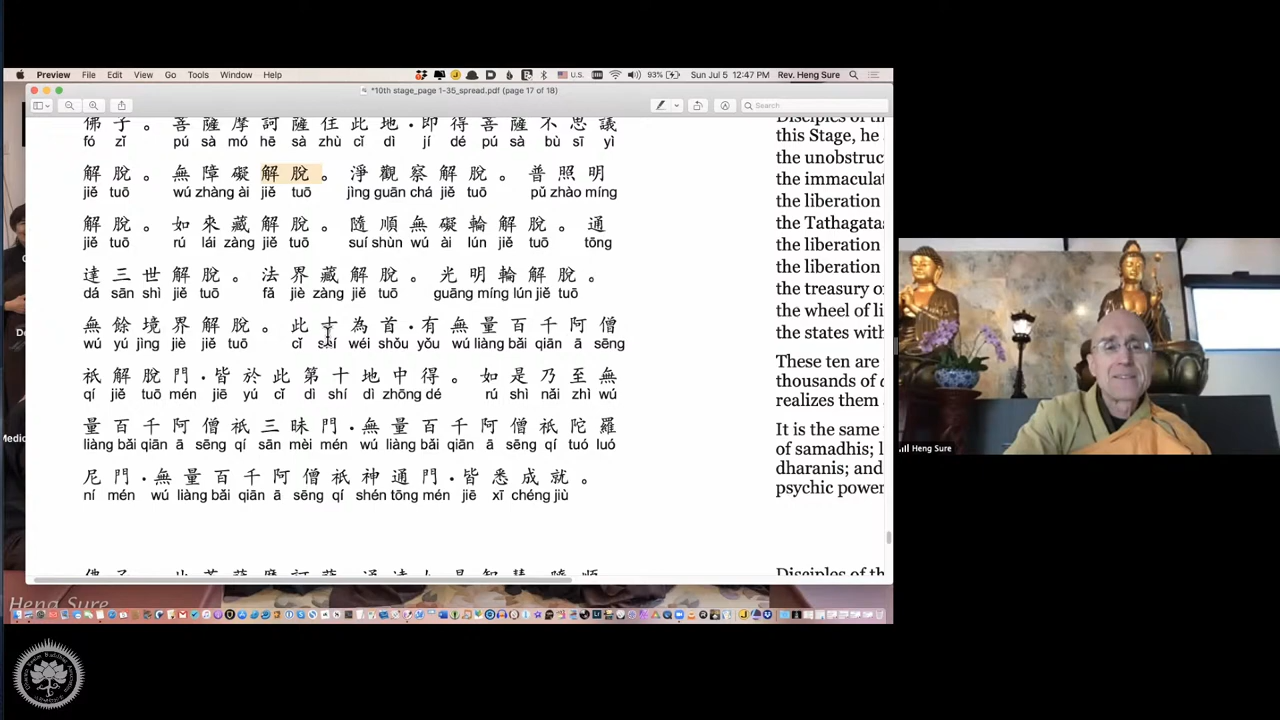 Preview File Edit View Go Tools Window Help
U.S. 93% Sun Jul 5 12:47 PM Rev. Heng Sure
*10th stage_page 1-35_spread.pdf (page 17 of 18)
Search
佛子。菩薩摩訶薩住此地·即得菩薩不思議
fó zǐ pú sà mó hē sà zhù cǐ dì jí dé pú sà bù sī yì
解脫。無障礙解脫。淨觀察解脫。普照明
jiě tuō wú zhàng ài jiě tuō jìng guān chá jiě tuō pǔ zhào míng
解脫。如來藏解脫。隨順無礙輪解脫。通
jiě tuō rú lái zàng jiě tuō suí shùn wú ài lún jiě tuō tōng
達三世解脫。法界藏解脫。光明輪解脫。
dá sān shì jiě tuō fǎ jiè zàng jiě tuō guāng míng lún jiě tuō
無餘境界解脫。此十為首·有無量百千阿僧
wú yú jìng jiè jiě tuō cǐ shí wéi shǒu yǒu wú liàng bǎi qiān ā sēng
祇解脫門·皆於此第十地中得。如是乃至無
qí jiě tuō mén jiē yú cǐ dì shí dì zhōng dé rú shì nǎi zhì wú
量百千阿僧祇三昧門·無量百千阿僧祇陀羅
liàng bǎi qiān ā sēng qí sān mèi mén wú liàng bǎi qiān ā sēng qí tuó luó
尼門·無量百千阿僧祇神通門·皆悉成就。
ní mén wú liàng bǎi qiān ā sēng qí shén tōng mén jiē xī chéng jiù
Disciples of th
this Stage, he
the unobstruc
the immaculat
the liberation
the Tathagatas
the liberation
the liberation
the treasury o
the wheel of li
the states with
These ten are
thousands of
realizes them
It is the same
of samadhis; l
dharanis; and
psychic power
Disciples of th
Heng Sure
Heng Sure